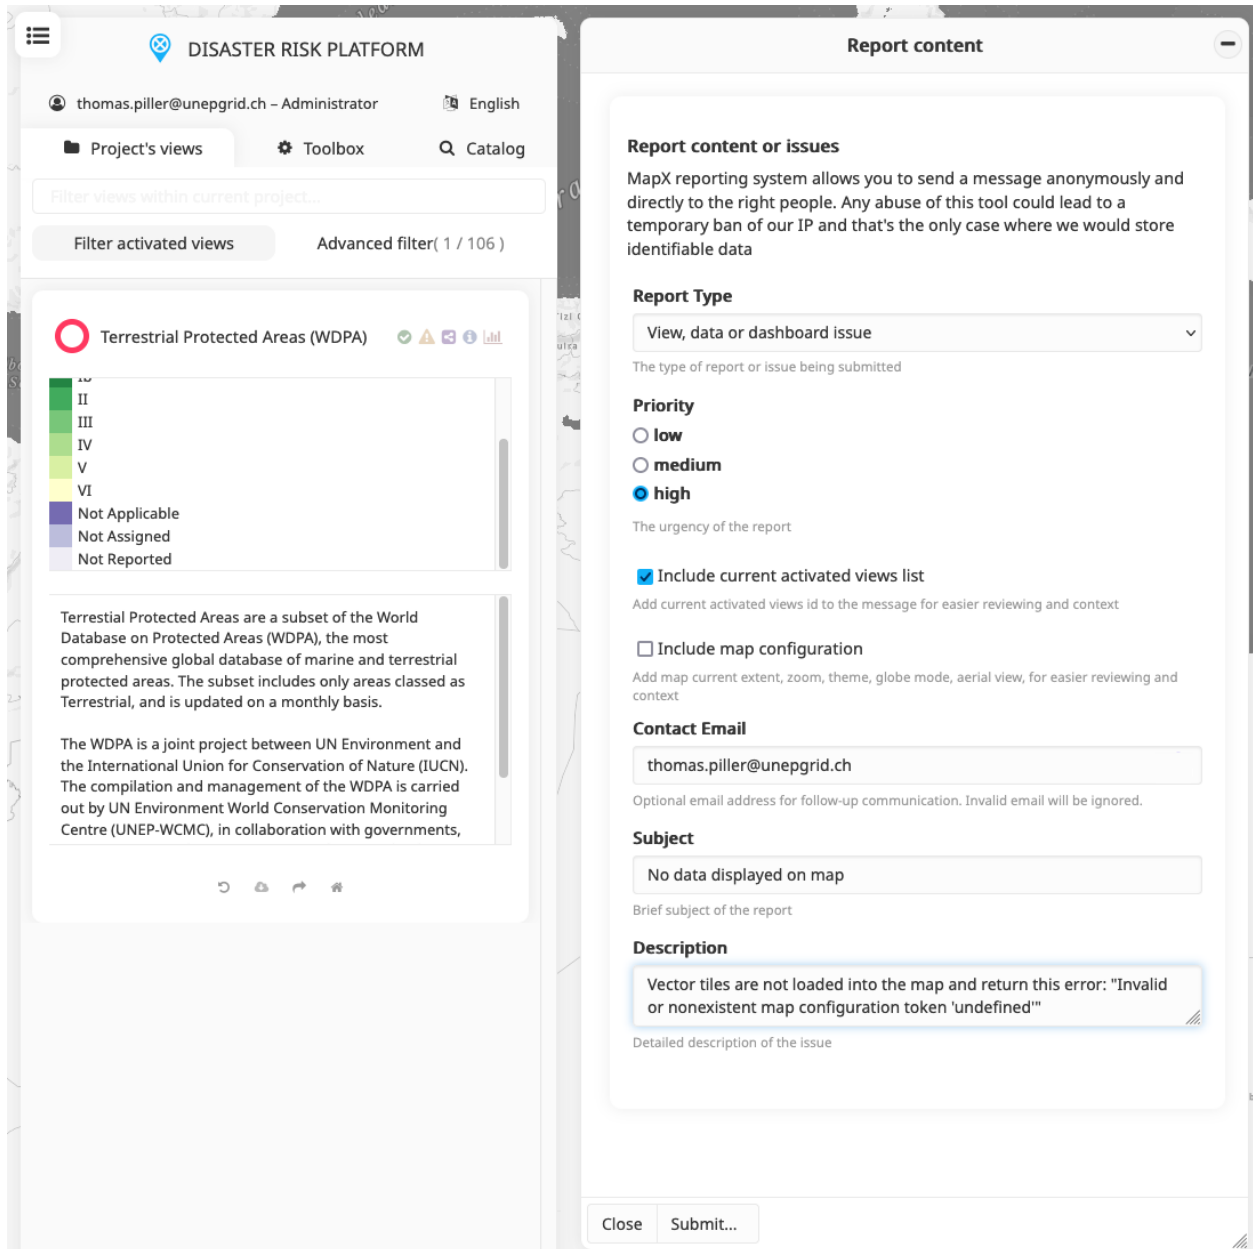 DISASTER RISK PLATFORM
thomas.piller@unepgrid.ch – Administrator
English
Project's views
Toolbox
Catalog
Filter views within current project...
Filter activated views
Advanced filter( 1 / 106 )
Terrestrial Protected Areas (WDPA)
II
III
IV
V
VI
Not Applicable
Not Assigned
Not Reported
Terrestial Protected Areas are a subset of the World
Database on Protected Areas (WDPA), the most
comprehensive global database of marine and terrestrial
protected areas. The subset includes only areas classed as
Terrestrial, and is updated on a monthly basis.
The WDPA is a joint project between UN Environment and
the International Union for Conservation of Nature (IUCN).
The compilation and management of the WDPA is carried
out by UN Environment World Conservation Monitoring
Centre (UNEP-WCMC), in collaboration with governments,
Report content
Report content or issues
MapX reporting system allows you to send a message anonymously and
directly to the right people. Any abuse of this tool could lead to a
temporary ban of our IP and that's the only case where we would store
identifiable data
Report Type
View, data or dashboard issue
The type of report or issue being submitted
Priority
low
medium
high
The urgency of the report
Include current activated views list
Add current activated views id to the message for easier reviewing and context
Include map configuration
Add map current extent, zoom, theme, globe mode, aerial view, for easier reviewing and
context
Contact Email
thomas.piller@unepgrid.ch
Optional email address for follow-up communication. Invalid email will be ignored.
Subject
No data displayed on map
Brief subject of the report
Description
Vector tiles are not loaded into the map and return this error: "Invalid
or nonexistent map configuration token 'undefined'"
Detailed description of the issue
Close
Submit...